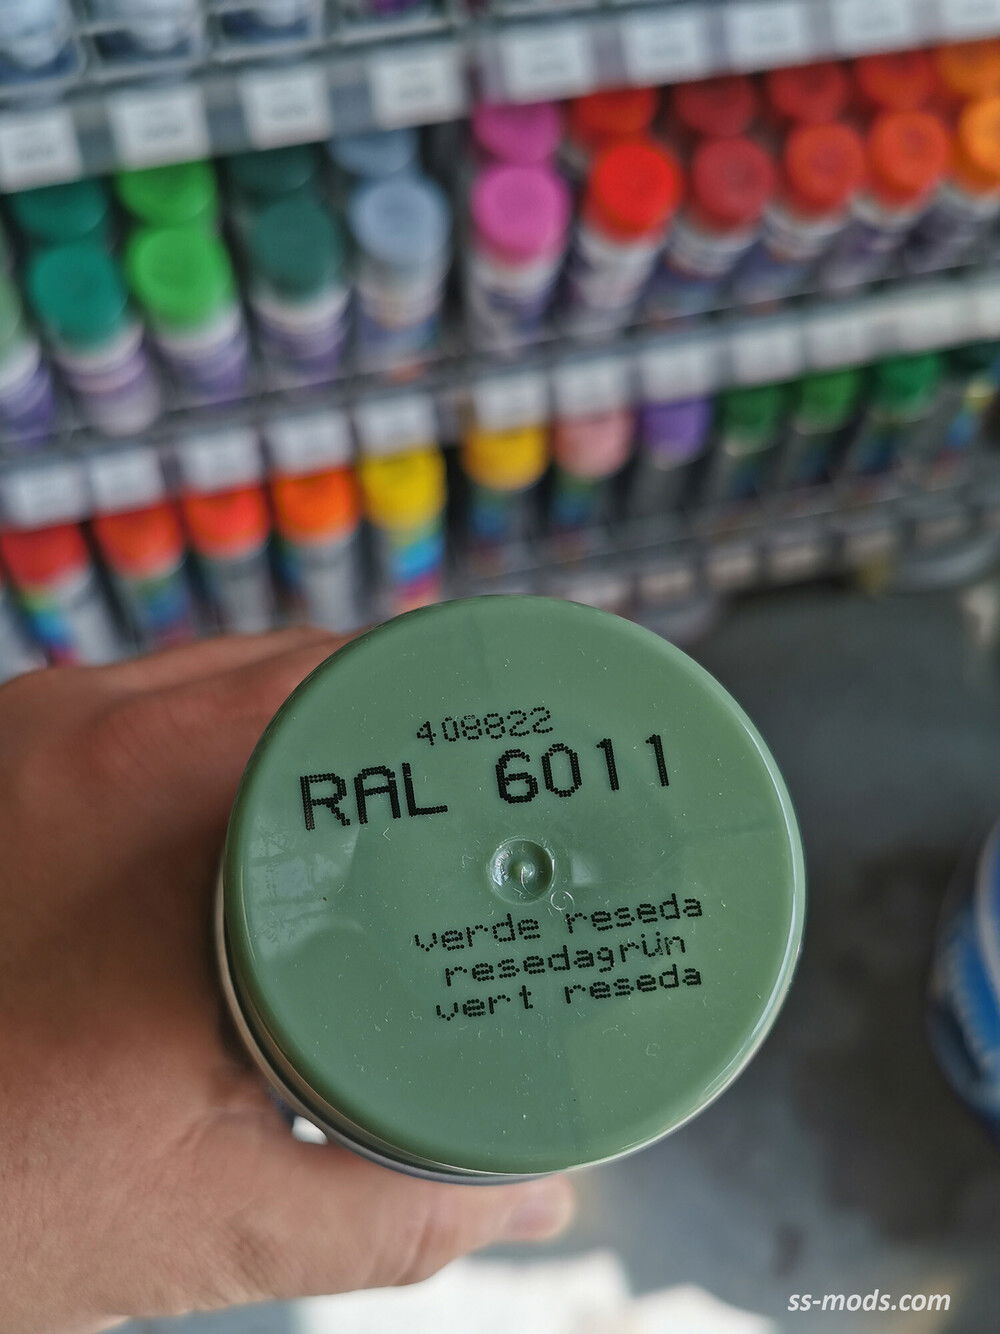 408822
RAL 6011
verde reseda
resedagrün
vert reseda
ss-mods.com